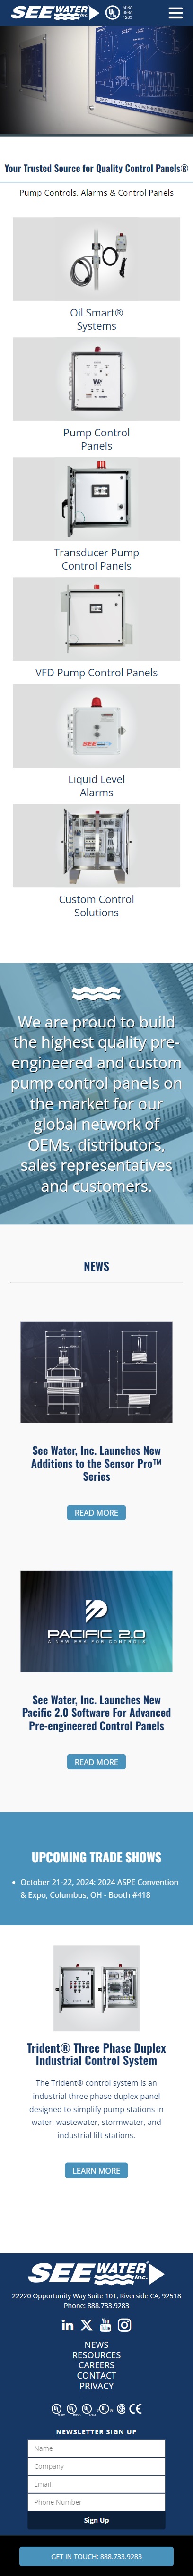 SEE WATER Inc.
UL
508A
698A
1203
Your Trusted Source for Quality Control Panels®
Pump Controls, Alarms & Control Panels
Oil Smart®
Systems
Pump Control
Panels
Transducer Pump
Control Panels
VFD Pump Control Panels
SEE
Liquid Level
Alarms
Custom Control
Solutions
We are proud to build
the highest quality pre-
engineered and custom
pump control panels on
the market for our
global network of
OEMs, distributors,
sales representatives
and customers.
NEWS
See Water, Inc. Launches New
Additions to the Sensor Pro™
Series
READ MORE
PACIFIC 2.0
A NEW ERA FOR CONTROLS
See Water, Inc. Launches New
Pacific 2.0 Software For Advanced
Pre-engineered Control Panels
READ MORE
UPCOMING TRADE SHOWS
• October 21-22, 2024: 2024 ASPE Convention
& Expo, Columbus, OH - Booth #418
Trident® Three Phase Duplex
Industrial Control System
The Trident® control system is an
industrial three phase duplex panel
designed to simplify pump stations in
water, wastewater, stormwater, and
industrial lift stations.
LEARN MORE
SEE WATER Inc.
22220 Opportunity Way Suite 101, Riverside CA, 92518
Phone: 888.733.9283
NEWS
RESOURCES
CAREERS
CONTACT
PRIVACY
NEWSLETTER SIGN UP
Name
Company
Email
Phone Number
Sign Up
GET IN TOUCH: 888.733.9283